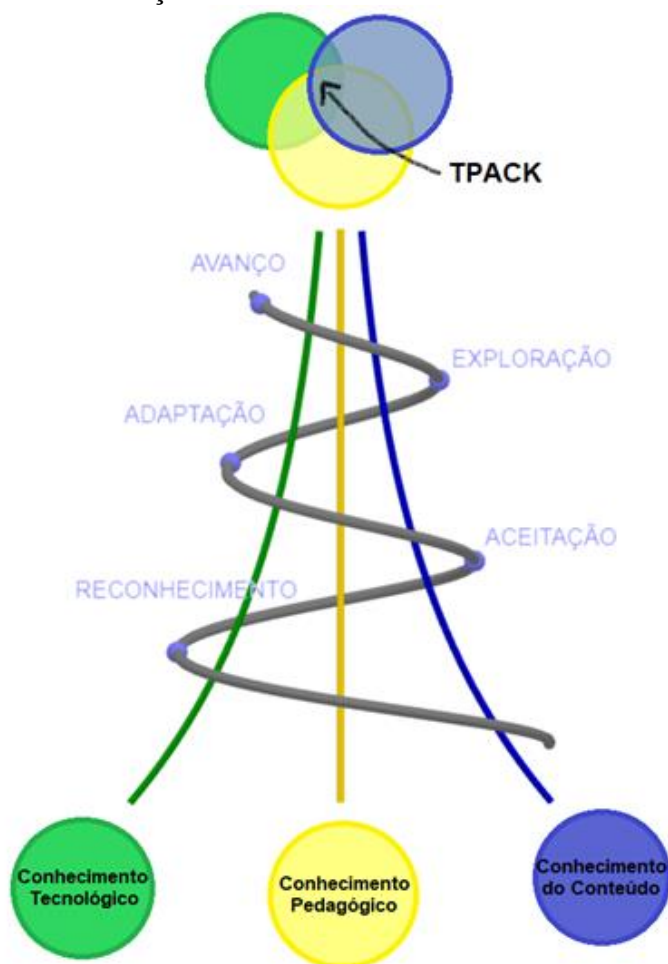 TPACK
AVANÇO
EXPLORAÇÃO
ADAPTAÇÃO
ACEITAÇÃO
RECONHECIMENTO
Conhecimento
Tecnológico
Conhecimento
Pedagógico
Conhecimento
do Conteúdo